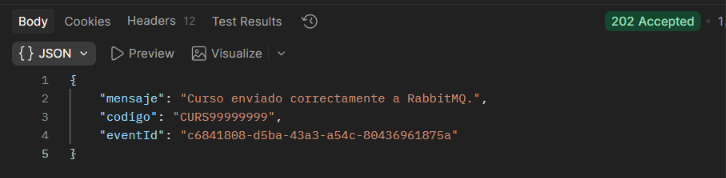 Body Cookies Headers 12 Test Results 202 Accepted
{} JSON Preview Visualize
1 {
2 "mensaje": "Curso enviado correctamente a RabbitMQ.",
3 "codigo": "CURS99999999",
4 "eventId": "c6841808-d5ba-43a3-a54c-80436961875a"
5 }